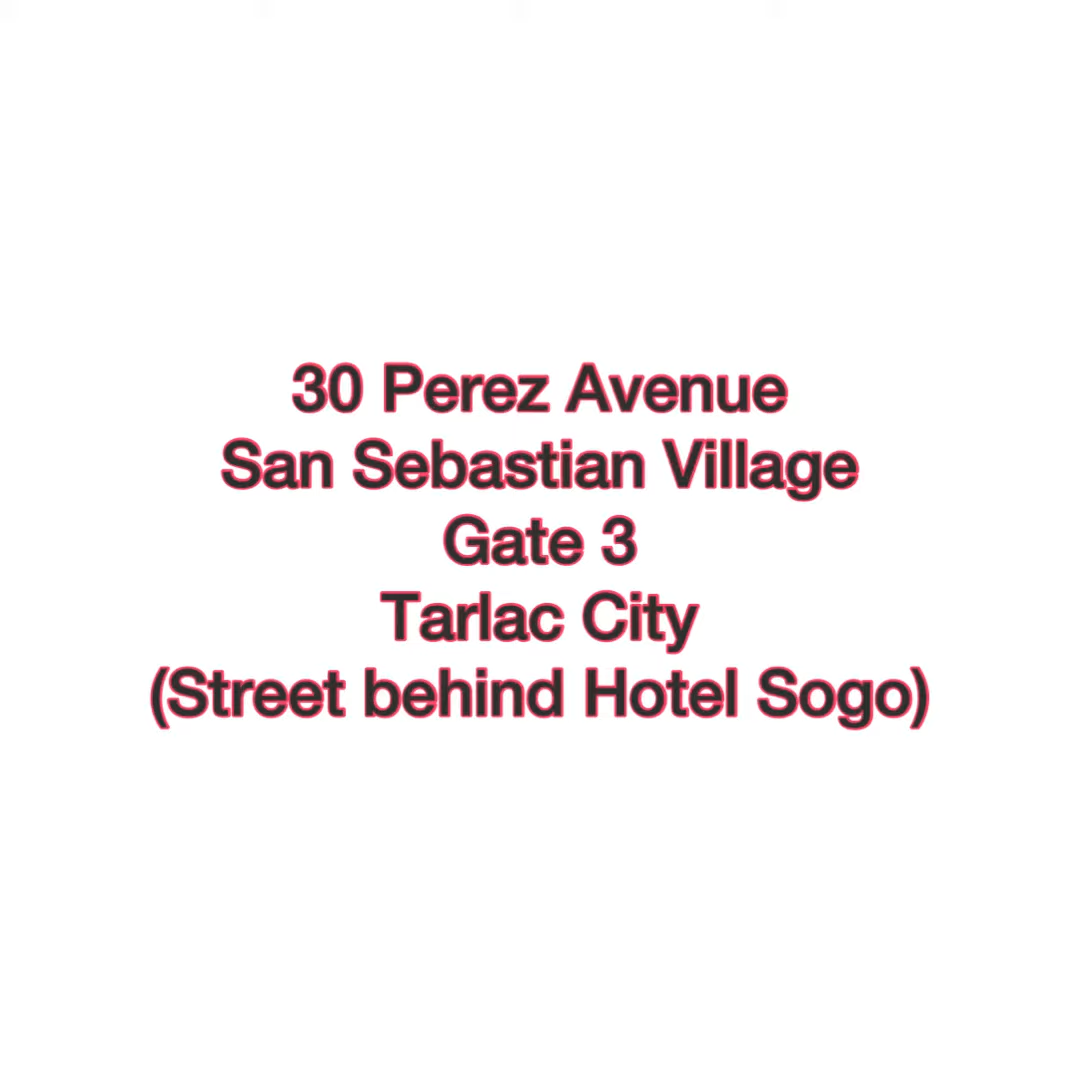 30 Perez Avenue
San Sebastian Village
Gate 3
Tarlac City
(Street behind Hotel Sogo)